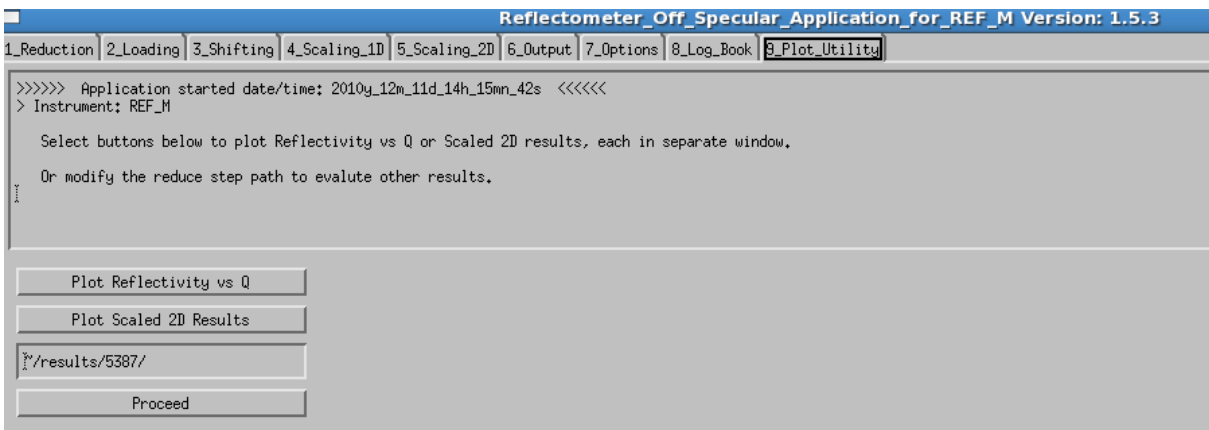 Reflectometer_Off_Specular_Application_for_REF_M Version: 1.5.3
1_Reduction 2_Loading 3_Shifting 4_Scaling_1D 5_Scaling_2D 6_Output 7_Options 8_Log_Book 9_Plot_Utility
>>>>>> Application started date/time: 2010y_12m_11d_14h_15mn_42s <<<<<<
> Instrument: REF_M
Select buttons below to plot Reflectivity vs Q or Scaled 2D results, each in separate window.
Or modify the reduce step path to evalute other results.
Plot Reflectivity vs Q
Plot Scaled 2D Results
~/results/5387/
Proceed